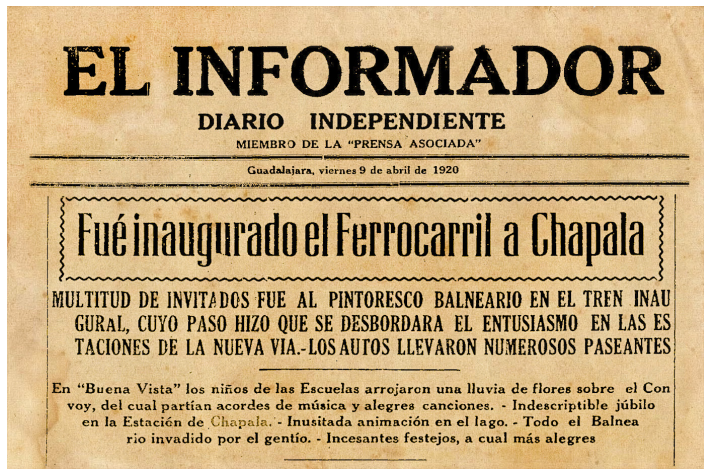 EL INFORMADOR
DIARIO INDEPENDIENTE
MIEMBRO DE LA "PRENSA ASOCIADA"
Guadalajara, viernes 9 de abril de 1920
Fué inaugurado el Ferrocarril a Chapala
MULTITUD DE INVITADOS FUE AL PINTORESCO BALNEARIO EN EL TREN INAU
GURAL, CUYO PASO HIZO QUE SE DESBORDARA EL ENTUSIASMO EN LAS ES
TACIONES DE LA NUEVA VIA.-LOS AUTOS LLEVARON NUMEROSOS PASEANTES
En "Buena Vista" los niños de las Escuelas arrojaron una lluvia de flores sobre el Con
voy, del cual partían acordes de música y alegres canciones. - Indescriptible júbilo
en la Estación de Chapala. - Inusitada animación en el lago. - Todo el Balnea
rio invadido por el gentío. - Incesantes festejos, a cual más alegres